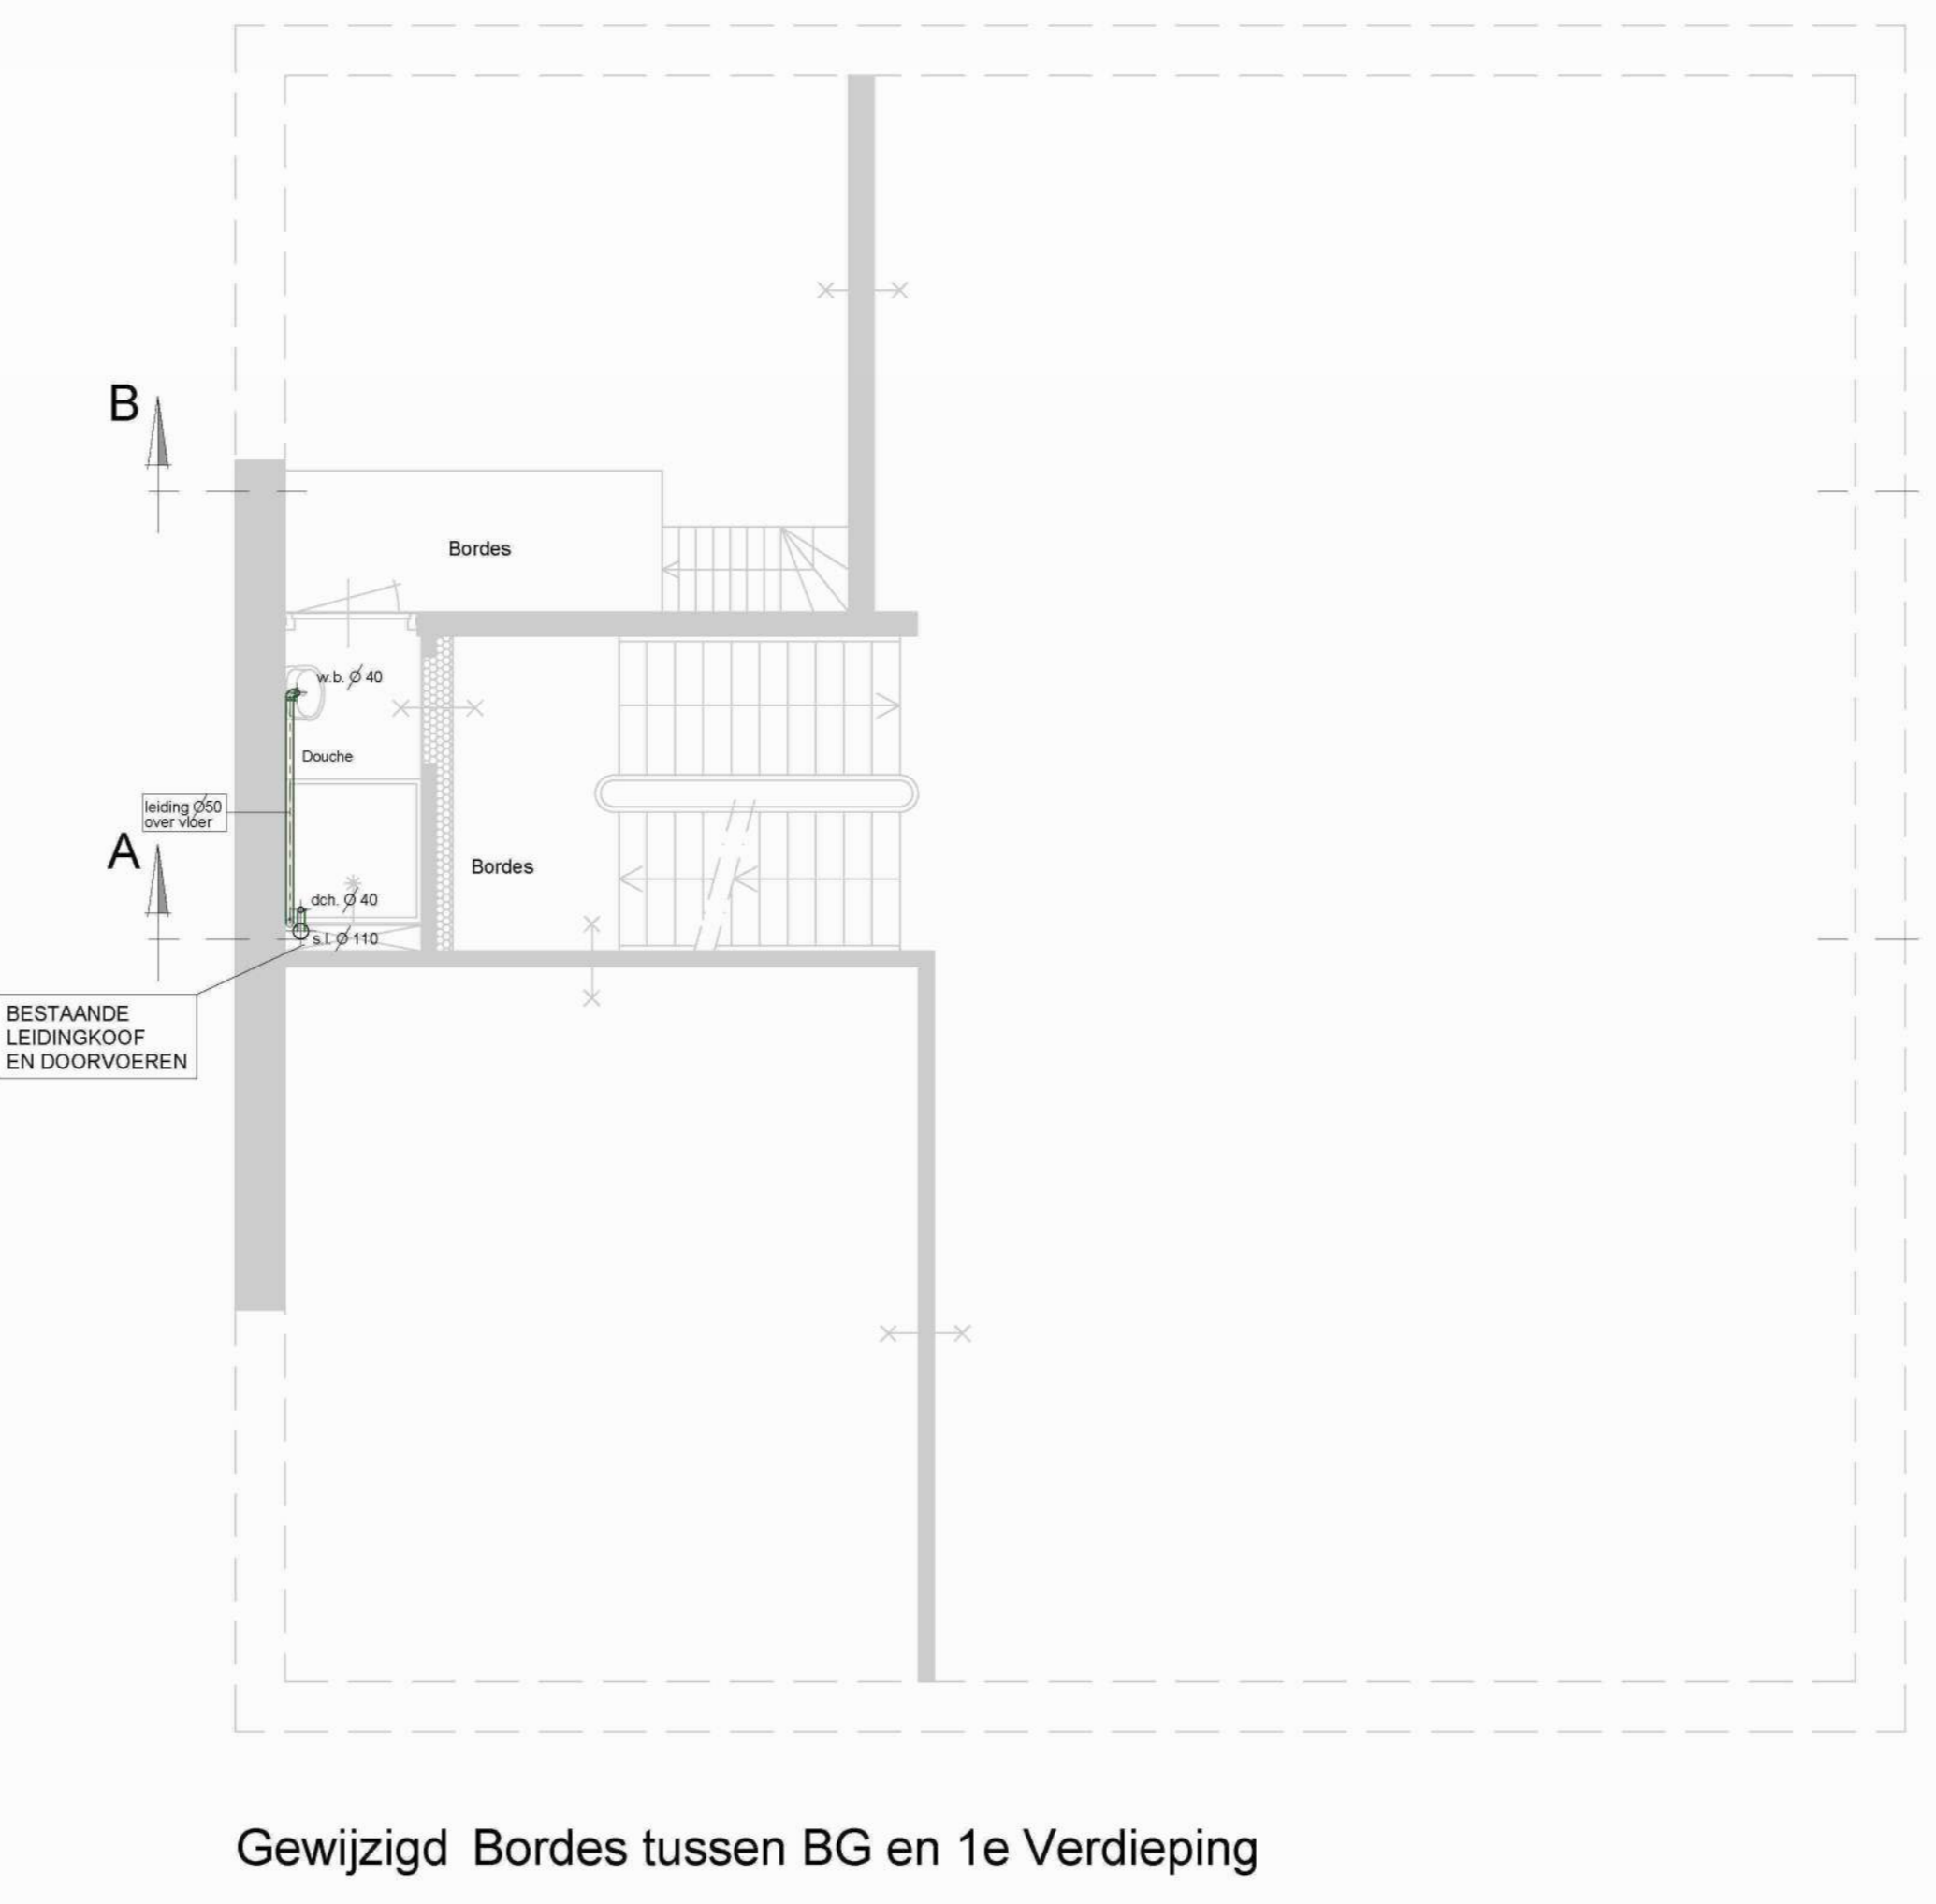 B
Bordes
w.b. Ø 40
Douche
leiding Ø50
over vloer
A
Bordes
dch. Ø 40
s.l. Ø 110
BESTAANDE
LEIDINGKOOF
EN DOORVOEREN
Gewijzigd Bordes tussen BG en 1e Verdieping